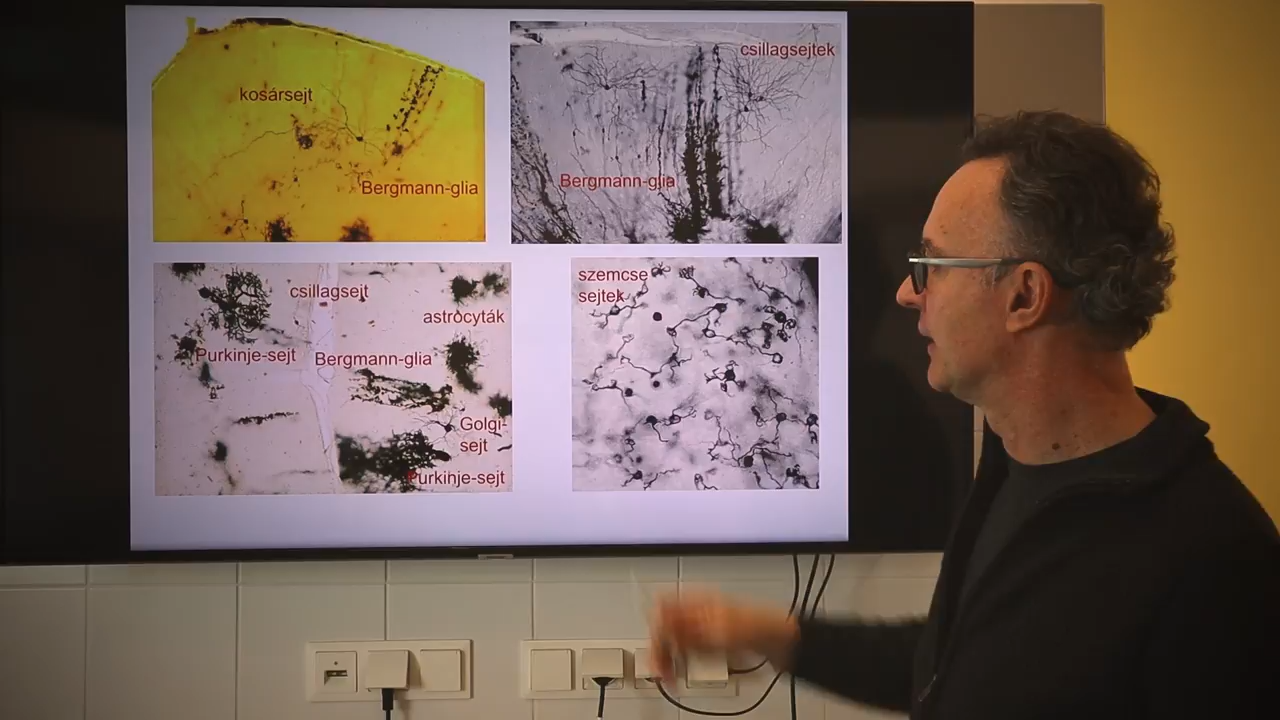 kosársejt
Bergmann-glia
csillagsejtek
Bergmann-glia
csillagsejt
astrocyták
Purkinje-sejt
Bergmann-glia
Golgi-
sejt
Purkinje-sejt
szemcse
sejtek